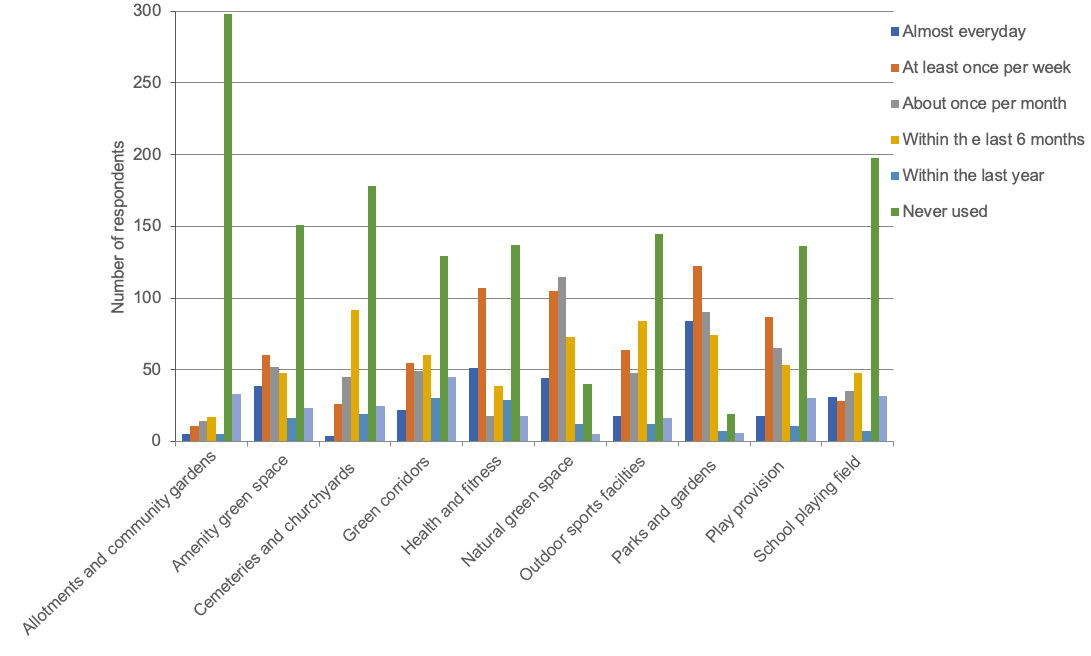 300
250
200
150
100
50
0
Number of respondents
Almost everyday
At least once per week
About once per month
Within th e last 6 months
Within the last year
Never used
Allotments and community gardens
Amenity green space
Cemeteries and churchyards
Green corridors
Health and fitness
Natural green space
Outdoor sports facilties
Parks and gardens
Play provision
School playing field